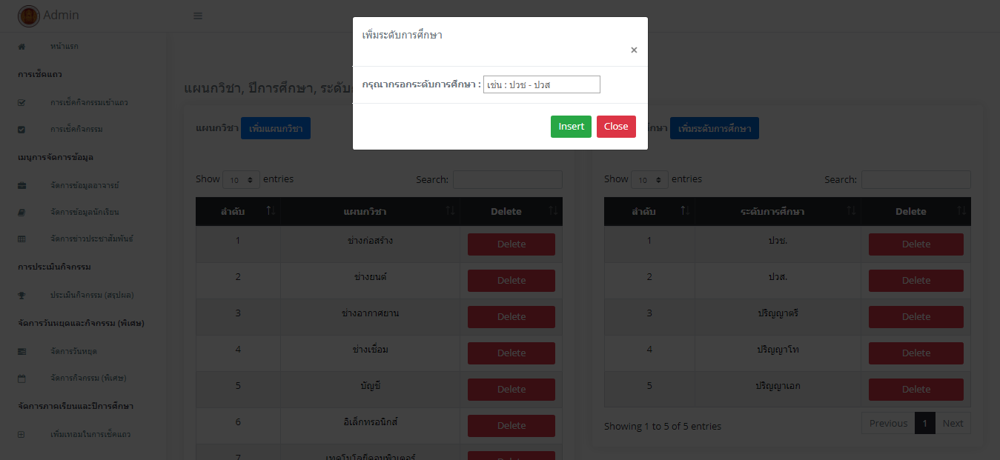 Admin
หน้าแรก
การเช็คแถว
การเช็คกิจกรรมเข้าแถว
การเช็คกิจกรรม
เมนูการจัดการข้อมูล
จัดการข้อมูลอาจารย์
จัดการข้อมูลนักเรียน
จัดการข่าวประชาสัมพันธ์
การประเมินกิจกรรม
ประเมินกิจกรรม (สรุปผล)
จัดการวันหยุดและกิจกรรม (พิเศษ)
จัดการวันหยุด
จัดการกิจกรรม (พิเศษ)
จัดการภาคเรียนและปีการศึกษา
เพิ่มเทอมในการเช็คแถว
เพิ่มระดับการศึกษา
×
กรุณากรอกระดับการศึกษา : เช่น : ปวช - ปวส
Insert Close
แผนกวิชา, ปีการศึกษา, ระดับ
แผนกวิชา เพิ่มแผนกวิชา
Show 10 entries Search:
ลำดับ แผนกวิชา Delete
1 ช่างก่อสร้าง Delete
2 ช่างยนต์ Delete
3 ช่างอากาศยาน Delete
4 ช่างเชื่อม Delete
5 บัญชี Delete
6 อิเล็กทรอนิกส์ Delete
7 เทคโนโลยีคอมพิวเตอร์ Delete
กษา เพิ่มระดับการศึกษา
Show 10 entries Search:
ลำดับ ระดับการศึกษา Delete
1 ปวช. Delete
2 ปวส. Delete
3 ปริญญาตรี Delete
4 ปริญญาโท Delete
5 ปริญญาเอก Delete
Showing 1 to 5 of 5 entries Previous 1 Next